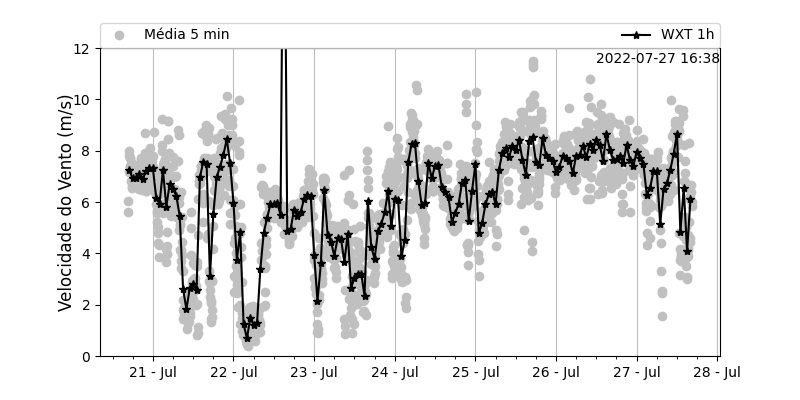 Média 5 min
WXT 1h
2022-07-27 16:38
Velocidade do Vento (m/s)
12
10
8
6
4
2
0
21 - Jul
22 - Jul
23 - Jul
24 - Jul
25 - Jul
26 - Jul
27 - Jul
28 - Jul